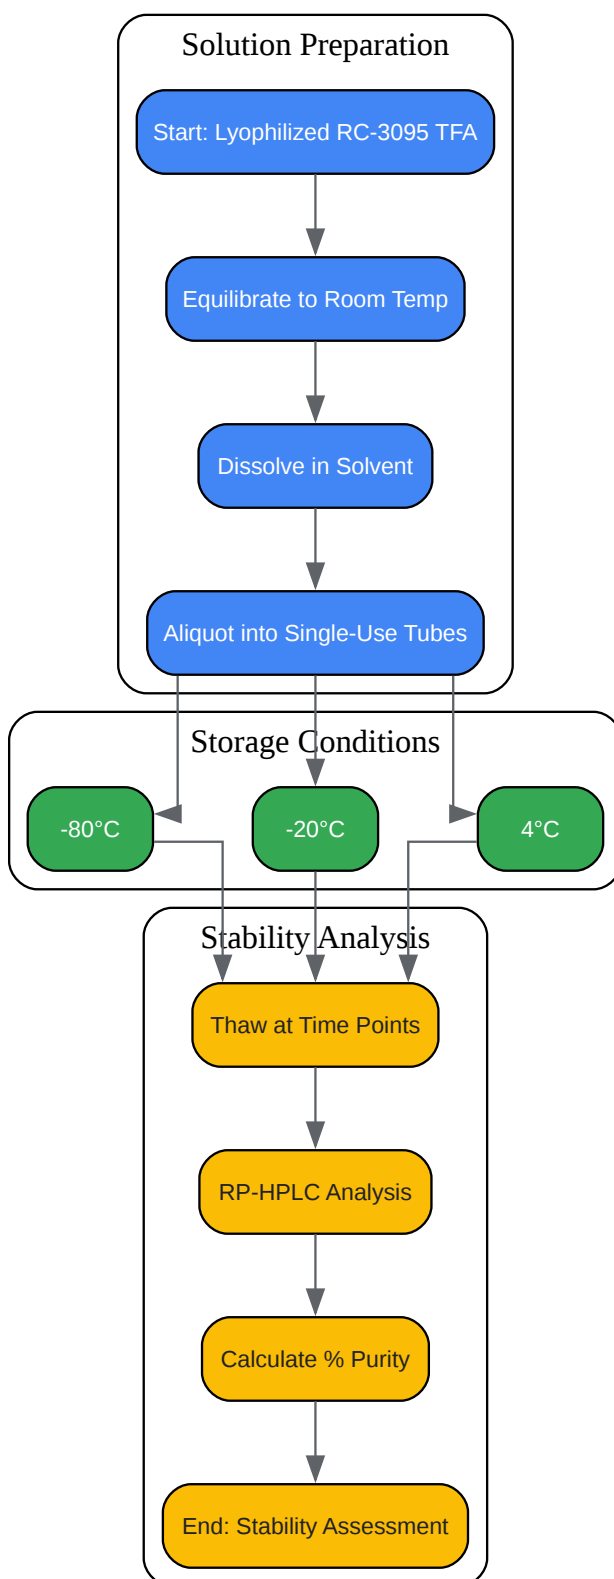 Solution Preparation
Start: Lyophilized RC-3095 TFA
Equilibrate to Room Temp
Dissolve in Solvent
Aliquot into Single-Use Tubes
Storage Conditions
-80°C
-20°C
4°C
Stability Analysis
Thaw at Time Points
RP-HPLC Analysis
Calculate % Purity
End: Stability Assessment